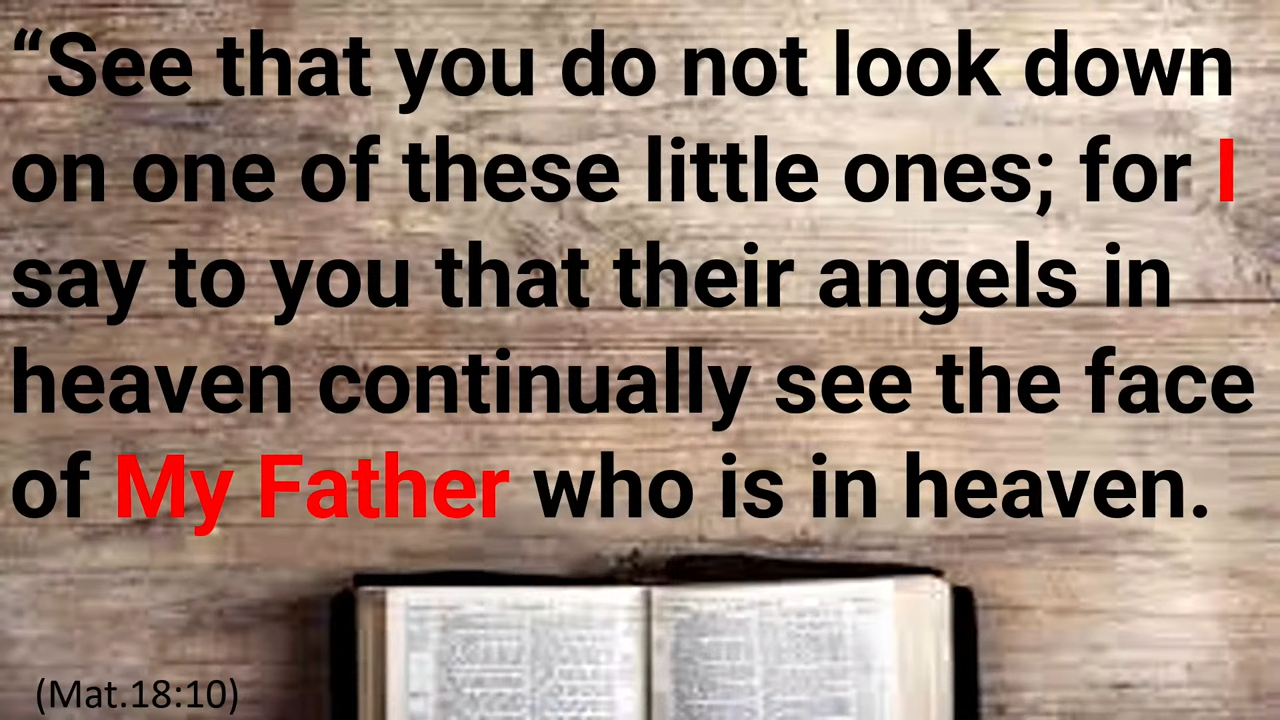 “See that you do not look down
on one of these little ones; for I
say to you that their angels in
heaven continually see the face
of My Father who is in heaven.
(Mat.18:10)